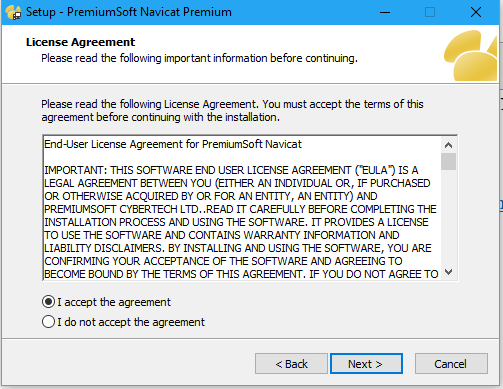 Setup - PremiumSoft Navicat Premium
License Agreement
Please read the following important information before continuing.
Please read the following License Agreement. You must accept the terms of this
agreement before continuing with the installation.
End-User License Agreement for PremiumSoft Navicat
IMPORTANT: THIS SOFTWARE END USER LICENSE AGREEMENT ("EULA") IS A
LEGAL AGREEMENT BETWEEN YOU (EITHER AN INDIVIDUAL OR, IF PURCHASED
OR OTHERWISE ACQUIRED BY OR FOR AN ENTITY, AN ENTITY) AND
PREMIUMSOFT CYBERTECH LTD..READ IT CAREFULLY BEFORE COMPLETING THE
INSTALLATION PROCESS AND USING THE SOFTWARE. IT PROVIDES A LICENSE
TO USE THE SOFTWARE AND CONTAINS WARRANTY INFORMATION AND
LIABILITY DISCLAIMERS. BY INSTALLING AND USING THE SOFTWARE, YOU ARE
CONFIRMING YOUR ACCEPTANCE OF THE SOFTWARE AND AGREEING TO
BECOME BOUND BY THE TERMS OF THIS AGREEMENT. IF YOU DO NOT AGREE TO
I accept the agreement
I do not accept the agreement
< Back
Next >
Cancel